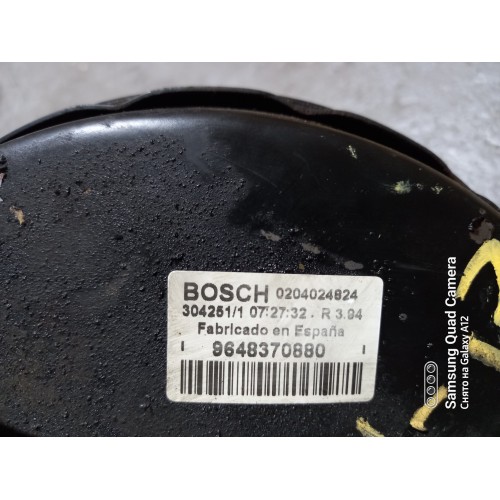 BOSCH 0204024824
304251/1 07:27:32 . R 3.94
Fabricado en España
I 9648370880 I
Samsung Quad Camera
Снято на Galaxy A12